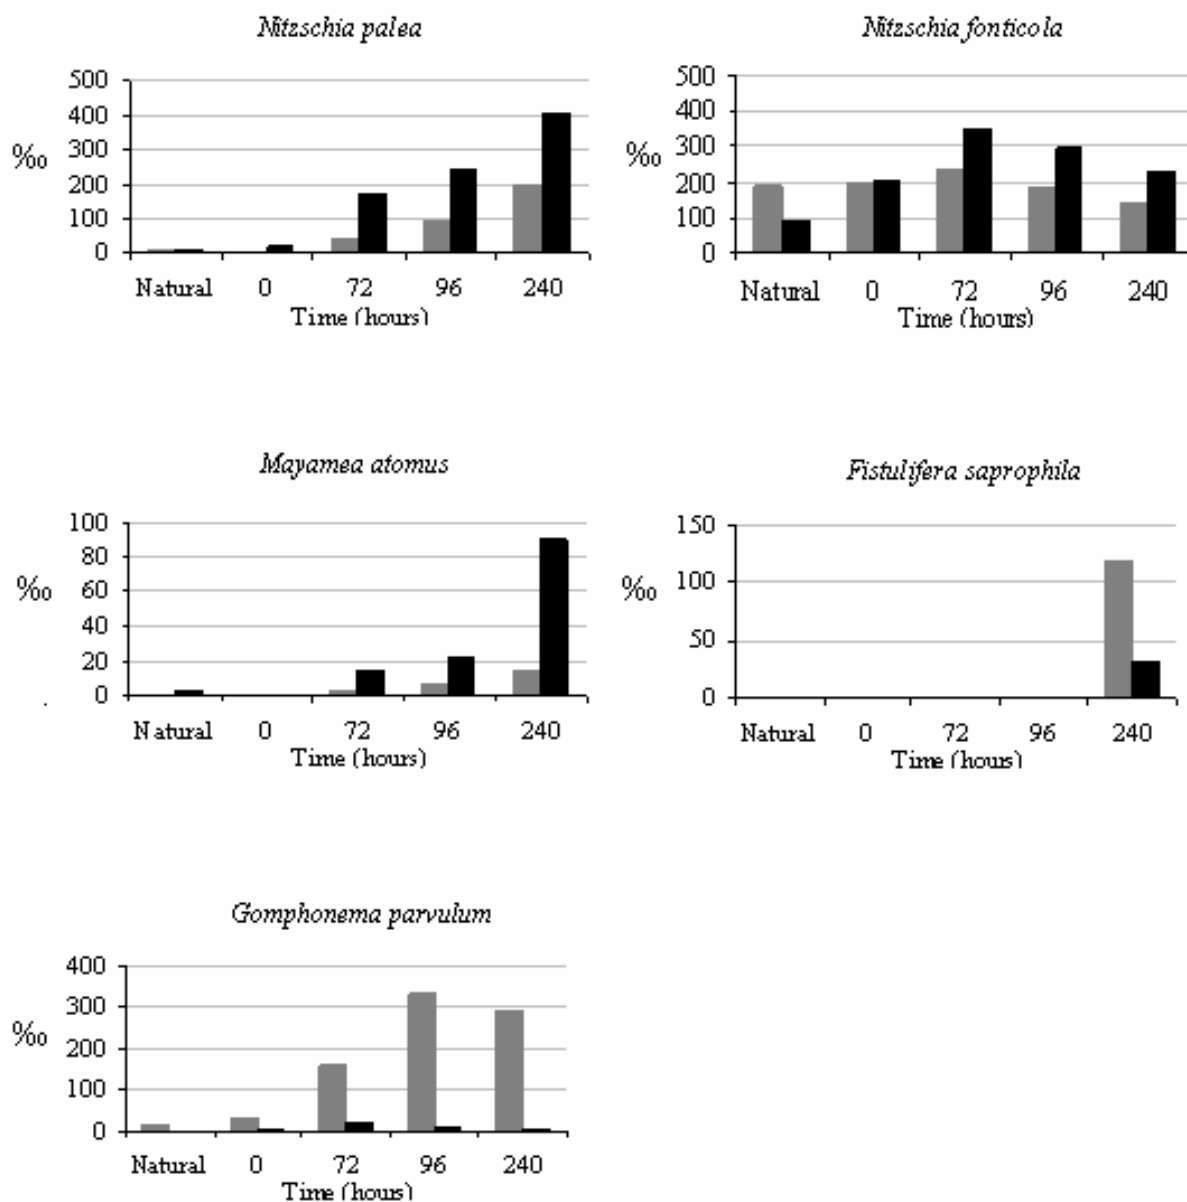 Nitzschia palea
500
400
300
200
100
0
‰
Natural 0 72 96 240
Time (hours)
Nitzschia fonticola
500
400
300
200
100
0
‰
Natural 0 72 96 240
Time (hours)
Mayamea atomus
100
80
60
40
20
0
‰
Natural 0 72 96 240
Time (hours)
Fistulifera saprophila
150
100
50
0
‰
Natural 0 72 96 240
Time (hours)
Gomphonema parvulum
400
300
200
100
0
‰
Natural 0 72 96 240
Time (hours)